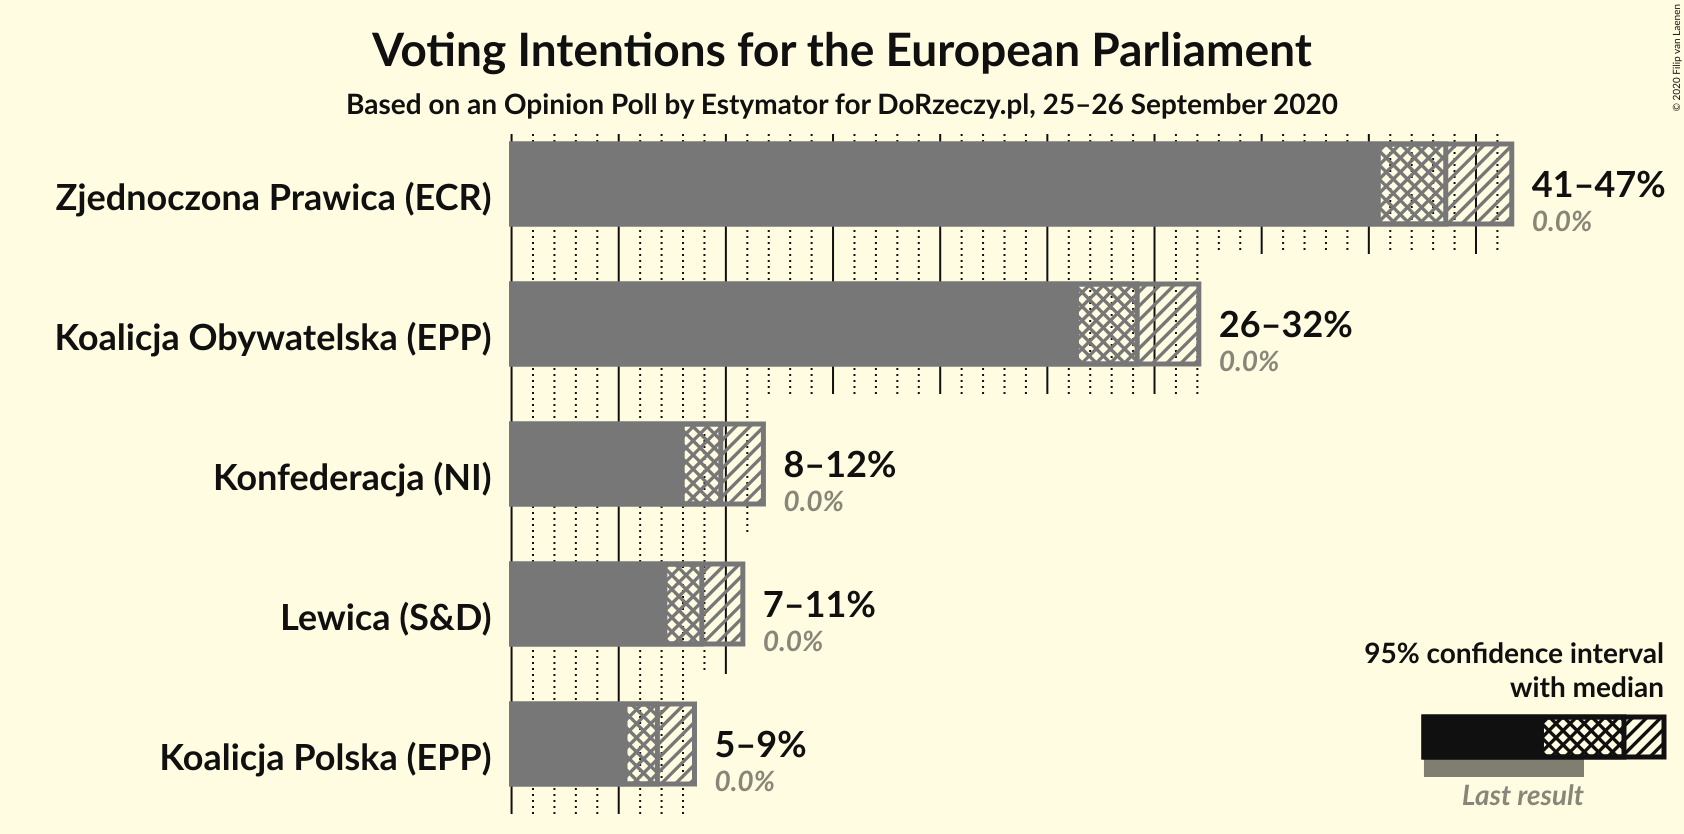 Voting Intentions for the European Parliament
Based on an Opinion Poll by Estymator for DoRzeczy.pl, 25–26 September 2020
© 2020 Filip van Laenen
Zjednoczona Prawica (ECR)
41–47%
0.0%
Koalicja Obywatelska (EPP)
26–32%
0.0%
Konfederacja (NI)
8–12%
0.0%
Lewica (S&D)
7–11%
0.0%
Koalicja Polska (EPP)
5–9%
0.0%
95% confidence interval
with median
Last result